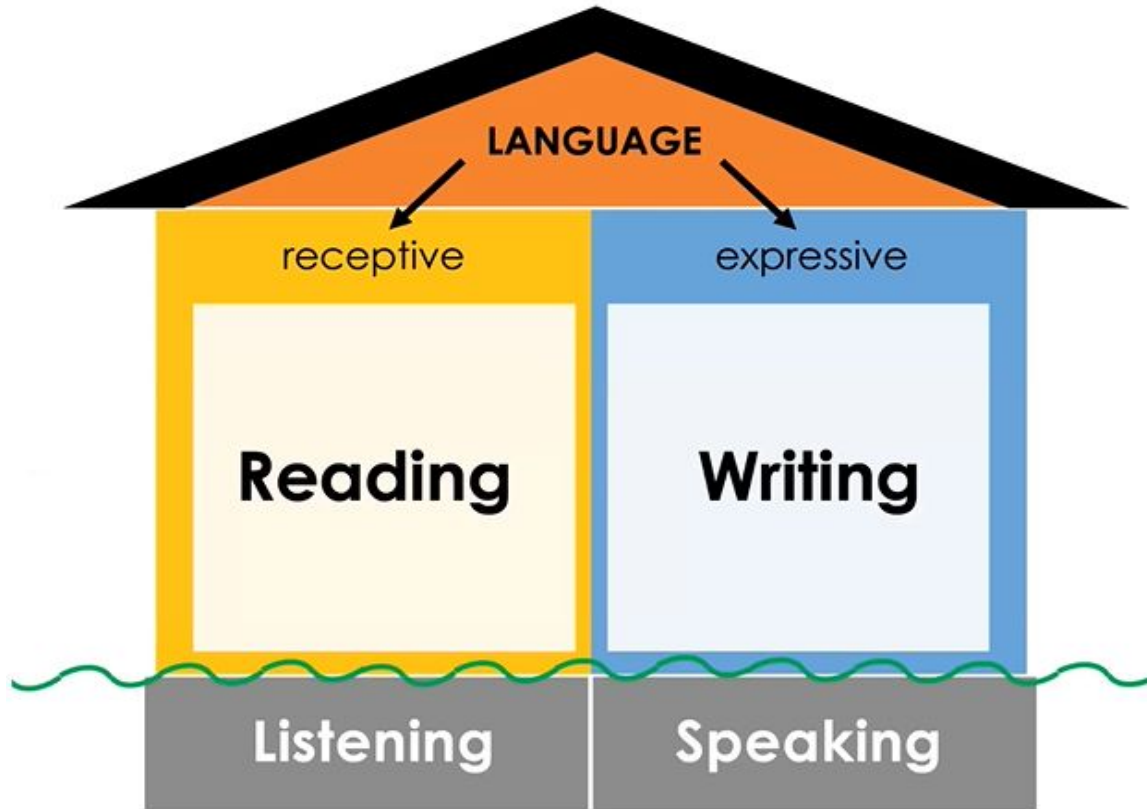 LANGUAGE
receptive
expressive
Reading
Writing
Listening
Speaking